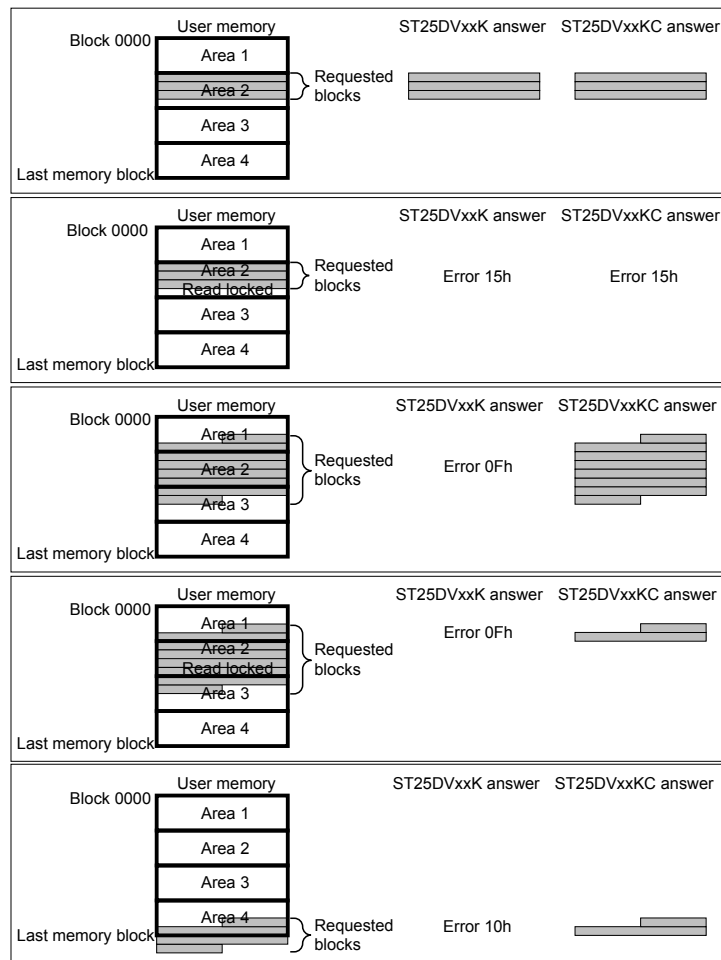 User memory ST25DVxxK answer ST25DVxxKC answer
Block 0000
Area 1
Area 2
Requested
blocks
Area 3
Area 4
Last memory block
User memory ST25DVxxK answer ST25DVxxKC answer
Block 0000
Area 1
Area 2
Read locked
Requested
blocks
Error 15h Error 15h
Area 3
Area 4
Last memory block
User memory ST25DVxxK answer ST25DVxxKC answer
Block 0000
Area 1
Area 2
Requested
blocks
Error 0Fh
Area 3
Area 4
Last memory block
User memory ST25DVxxK answer ST25DVxxKC answer
Block 0000
Area 1
Error 0Fh
Area 2
Read locked
Requested
blocks
Area 3
Area 4
Last memory block
User memory ST25DVxxK answer ST25DVxxKC answer
Block 0000
Area 1
Area 2
Area 3
Area 4
Last memory block
Requested
blocks
Error 10h